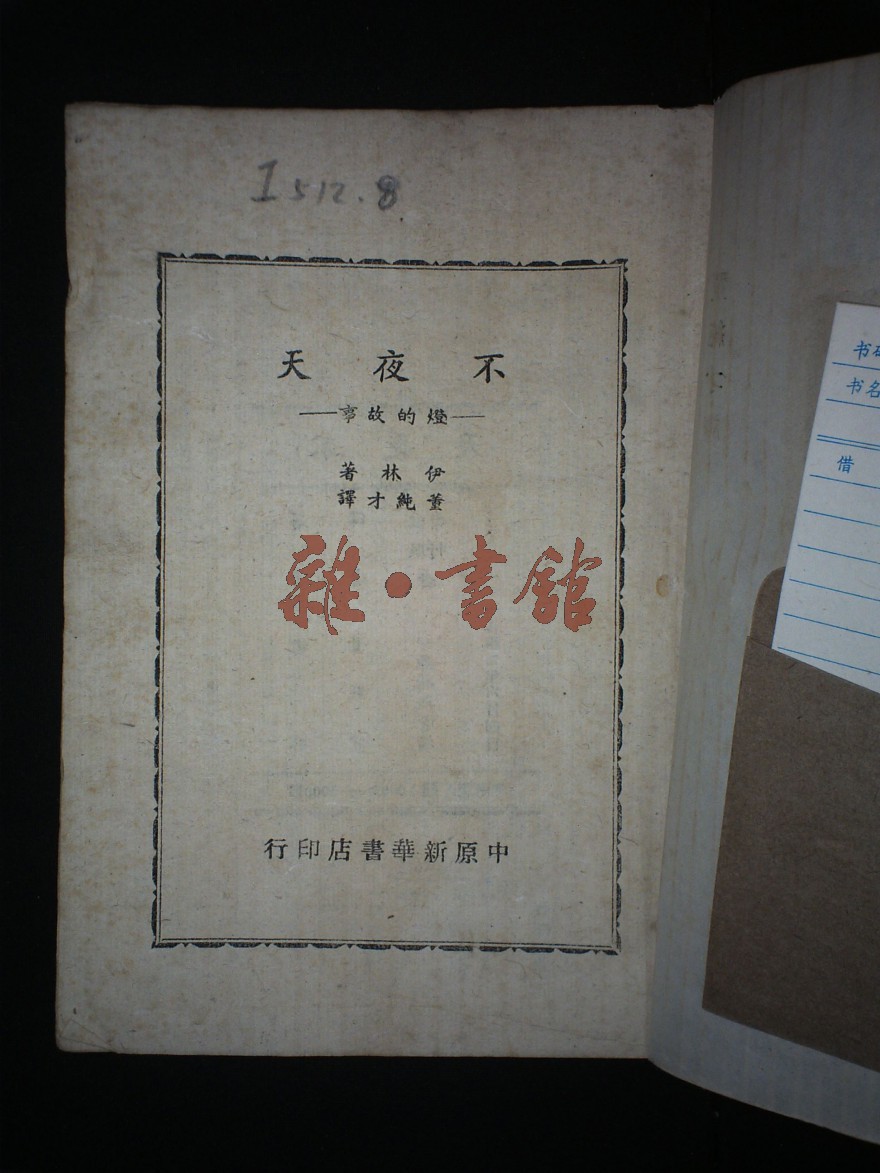 I512.8
不夜天
——燈的故事——
伊林著
董純才譯
雜·書館
中原新華書店印行
书名
借